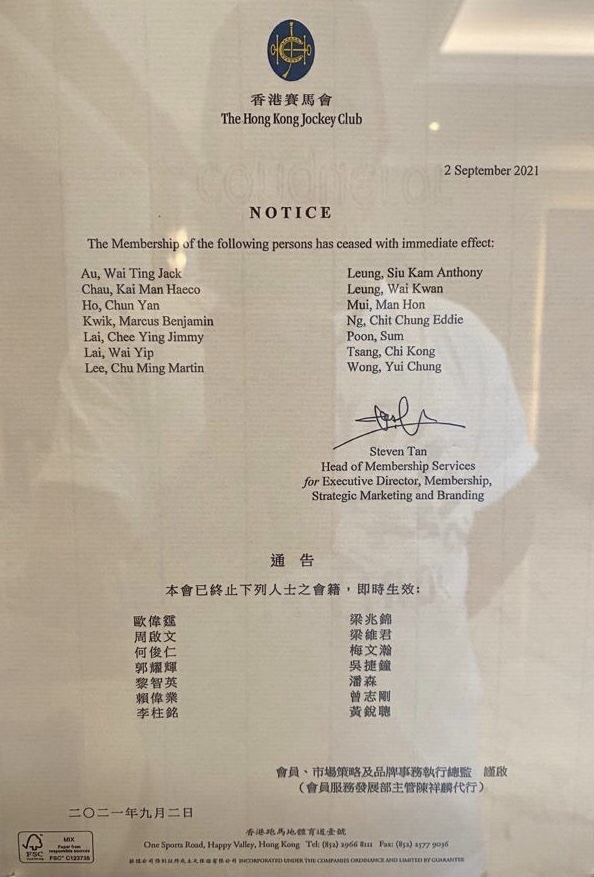 香港賽馬會
The Hong Kong Jockey Club
2 September 2021
NOTICE
The Membership of the following persons has ceased with immediate effect:
Au, Wai Ting Jack
Chau, Kai Man Haeco
Ho, Chun Yan
Kwik, Marcus Benjamin
Lai, Chee Ying Jimmy
Lai, Wai Yip
Lee, Chu Ming Martin
Leung, Siu Kam Anthony
Leung, Wai Kwan
Mui, Man Hon
Ng, Chit Chung Eddie
Poon, Sum
Tsang, Chi Kong
Wong, Yui Chung
Steven Tan
Head of Membership Services
for Executive Director, Membership,
Strategic Marketing and Branding
通 告
本會已終止下列人士之會籍，即時生效：
歐偉霆
周啟文
何俊仁
郭耀輝
黎智英
賴偉業
李柱銘
梁兆錦
梁維君
梅文瀚
吳捷鐘
潘森
曾志剛
黃銳聰
會員、市場策略及品牌事務執行總監 謹啟
（會員服務發展部主管陳祥麟代行）
二〇二一年九月二日
香港跑馬地體育道壹號
One Sports Road, Happy Valley, Hong Kong Tel: (852) 2966 8111 Fax: (852) 2577 9036
INCORPORATED UNDER THE COMPANIES ORDINANCE AND LIMITED BY GUARANTEE
FSC
MIX
Paper from
responsible sources
FSC® C123735